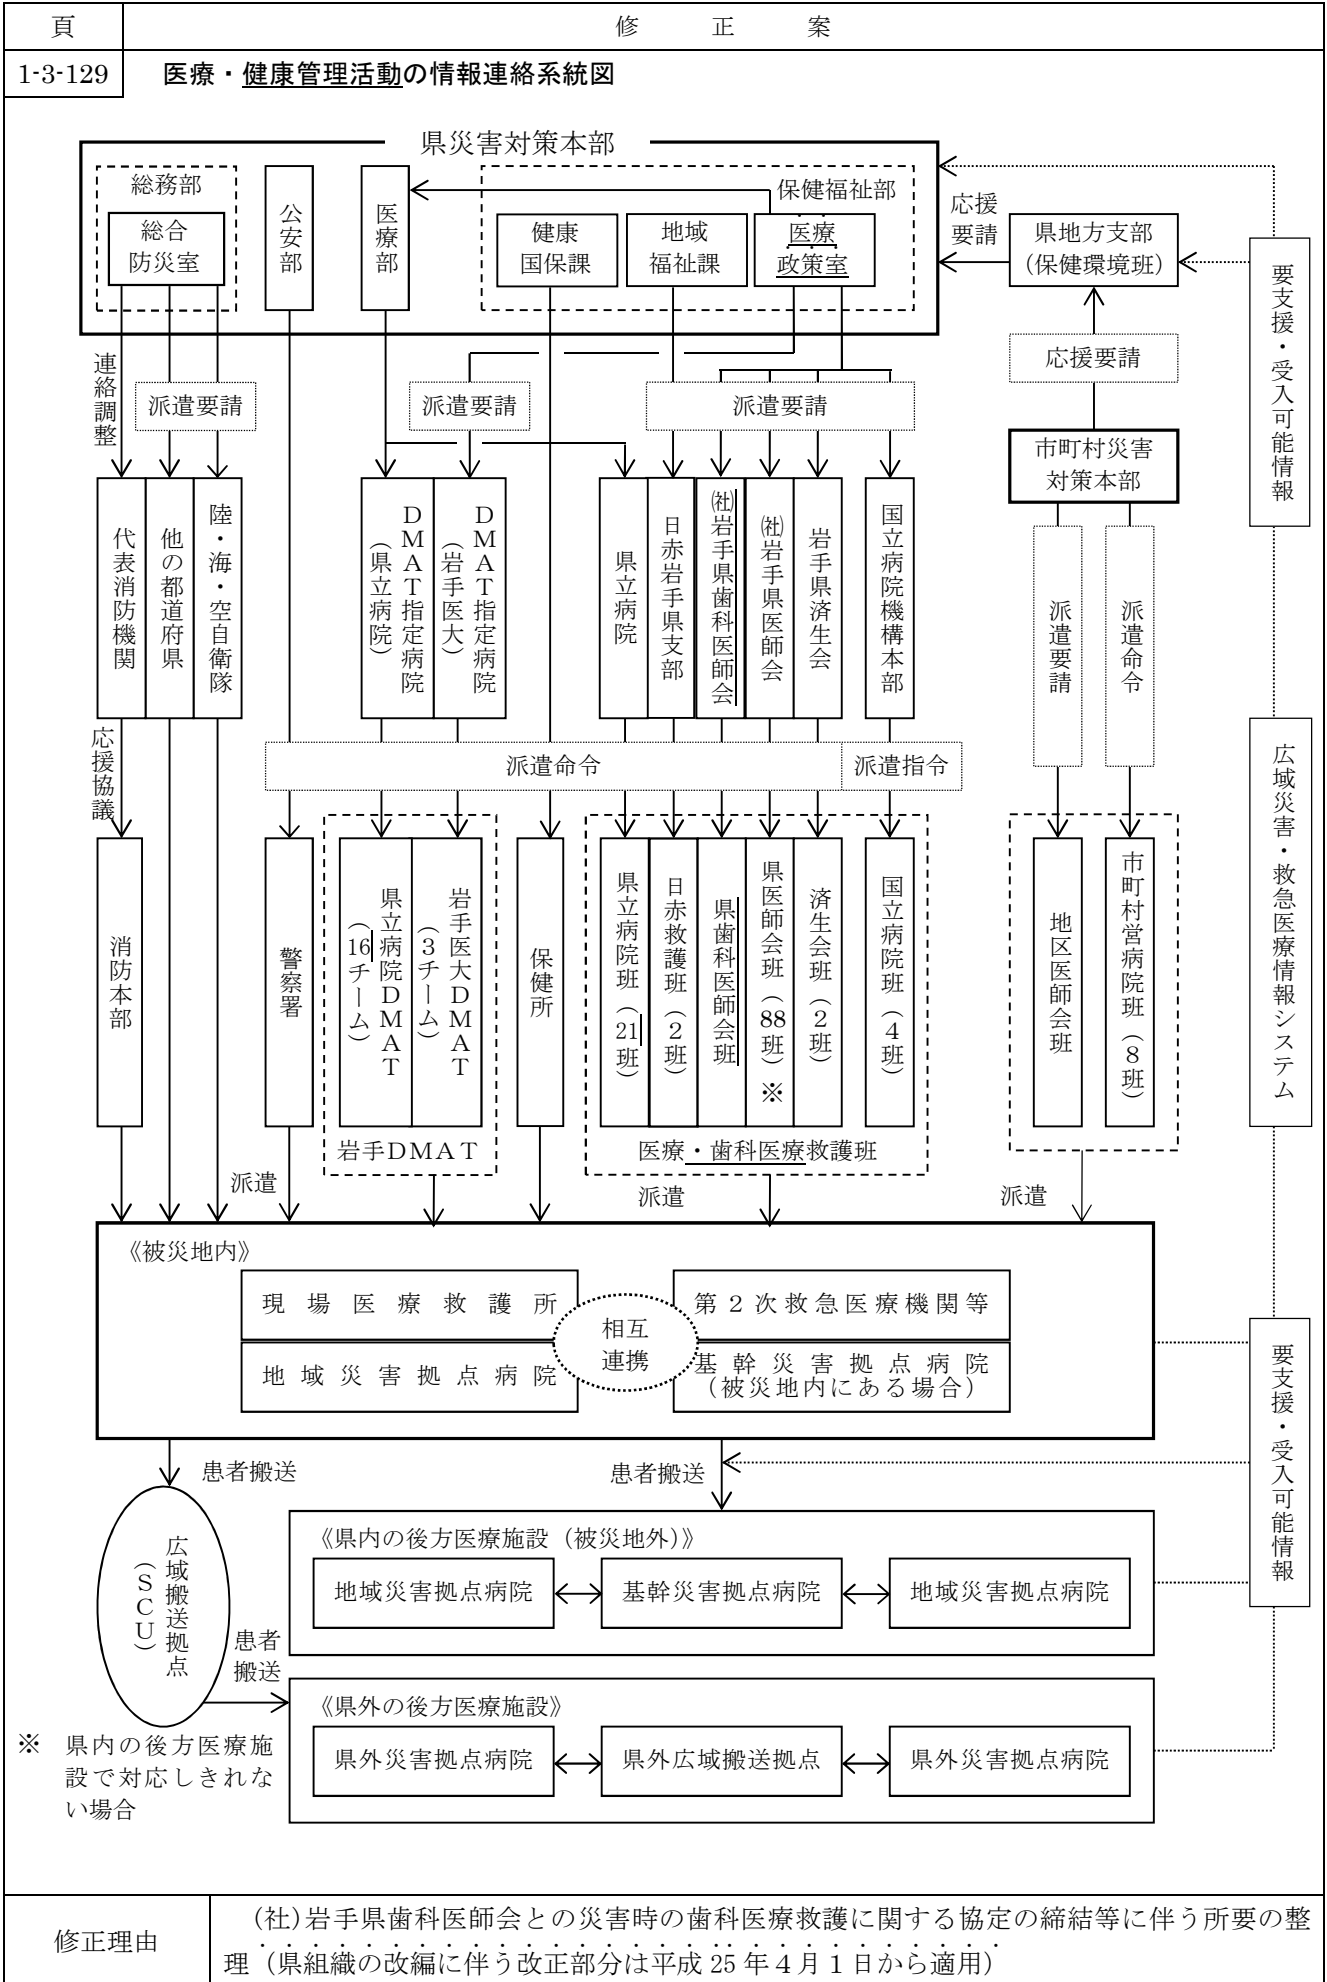 頁
修　　正　　案
1-3-129
医療・健康管理活動の情報連絡系統図
県災害対策本部
総務部
総合
防災室
公安部
医療部
保健福祉部
健康
国保課
地域
福祉課
医療
政策室
応援
要請
県地方支部
（保健環境班）
要支援・受入可能情報
連絡調整
派遣要請
派遣要請
派遣要請
応援要請
市町村災害
対策本部
代表消防機関
他の都道府県
陸・海・空自衛隊
DMAT指定病院
（県立病院）
DMAT指定病院
（岩手医大）
県立病院
日赤岩手県支部
㈳岩手県歯科医師会
㈳岩手県医師会
岩手県済生会
国立病院機構本部
派遣要請
派遣命令
応援協議
派遣命令
派遣指令
広域災害・救急医療情報システム
消防本部
警察署
県立病院DMAT
（16チーム）
岩手医大DMAT
（3チーム）
岩手DMAT
保健所
県立病院班（21班）
日赤救護班（2班）
県歯科医師会班
県医師会班（88班）※
済生会班（2班）
国立病院班（4班）
医療・歯科医療救護班
地区医師会班
市町村営病院班（8班）
派遣
派遣
派遣
《被災地内》
現場医療救護所
第２次救急医療機関等
相互
連携
地域災害拠点病院
基幹災害拠点病院
（被災地内にある場合）
要支援・受入可能情報
患者搬送
患者搬送
広域搬送拠点
（SCU）
《県内の後方医療施設（被災地外）》
地域災害拠点病院
基幹災害拠点病院
地域災害拠点病院
患者
搬送
《県外の後方医療施設》
県外災害拠点病院
県外広域搬送拠点
県外災害拠点病院
※　県内の後方医療施
設で対応しきれな
い場合
修正理由
(社)岩手県歯科医師会との災害時の歯科医療救護に関する協定の締結等に伴う所要の整
理（県組織の改編に伴う改正部分は平成 25 年４月１日から適用）